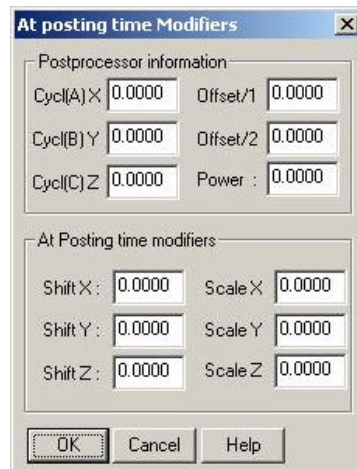 At posting time Modifiers
Postprocessor information
Cycl(A) X 0.0000 Offset/1 0.0000
Cycl(B) Y 0.0000 Offset/2 0.0000
Cycl(C) Z 0.0000 Power : 0.0000
At Posting time modifiers
Shift X : 0.0000 Scale X 0.0000
Shift Y : 0.0000 Scale Y 0.0000
Shift Z : 0.0000 Scale Z 0.0000
OK Cancel Help